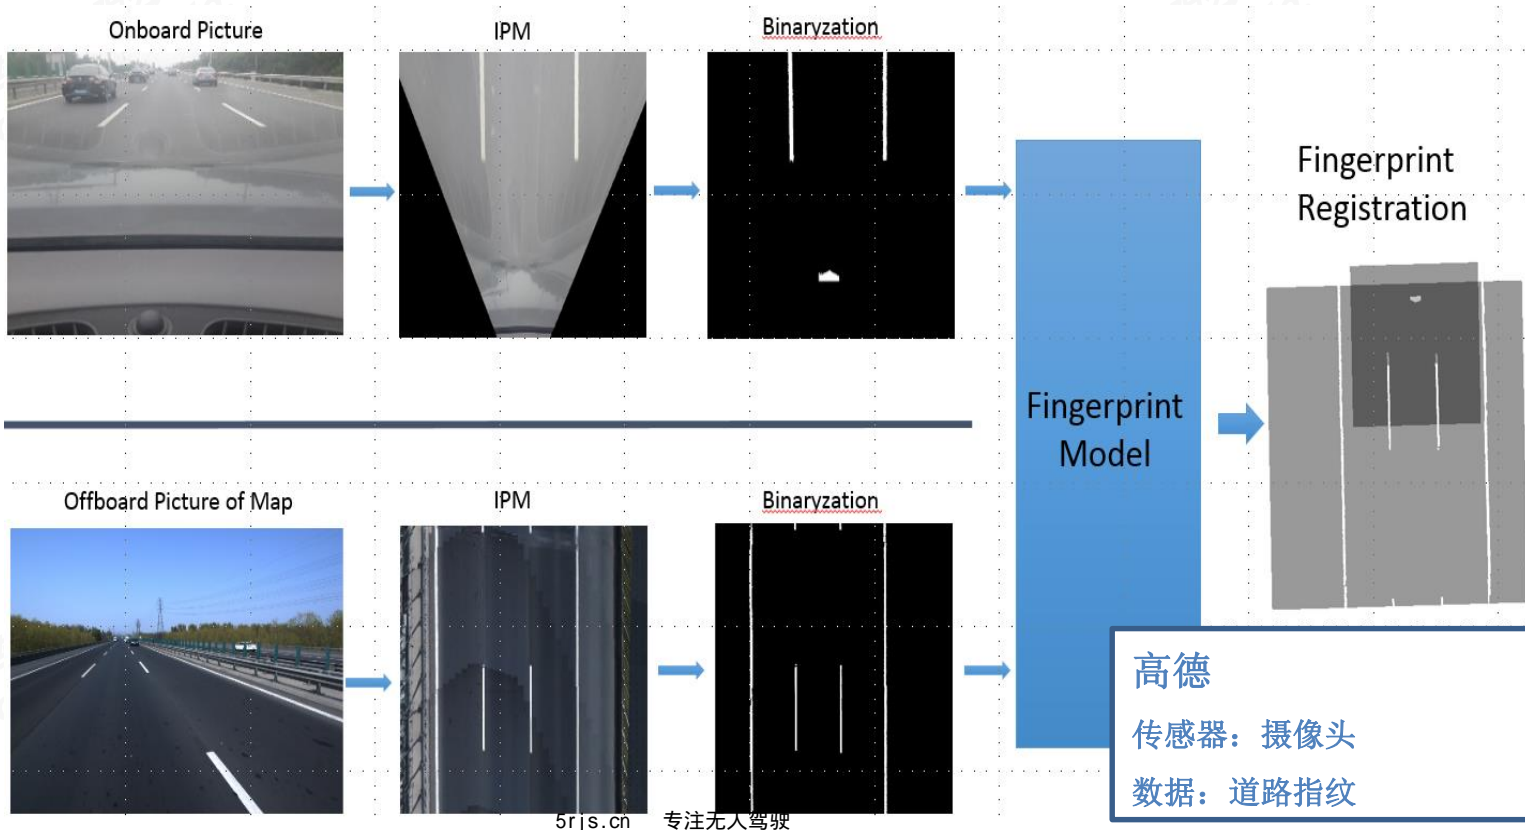 Onboard Picture
IPM
Binaryzation
Fingerprint
Registration
Fingerprint
Model
Offboard Picture of Map
IPM
Binaryzation
高德
传感器：摄像头
数据：道路指纹
5rjs.cn 专注无人驾驶